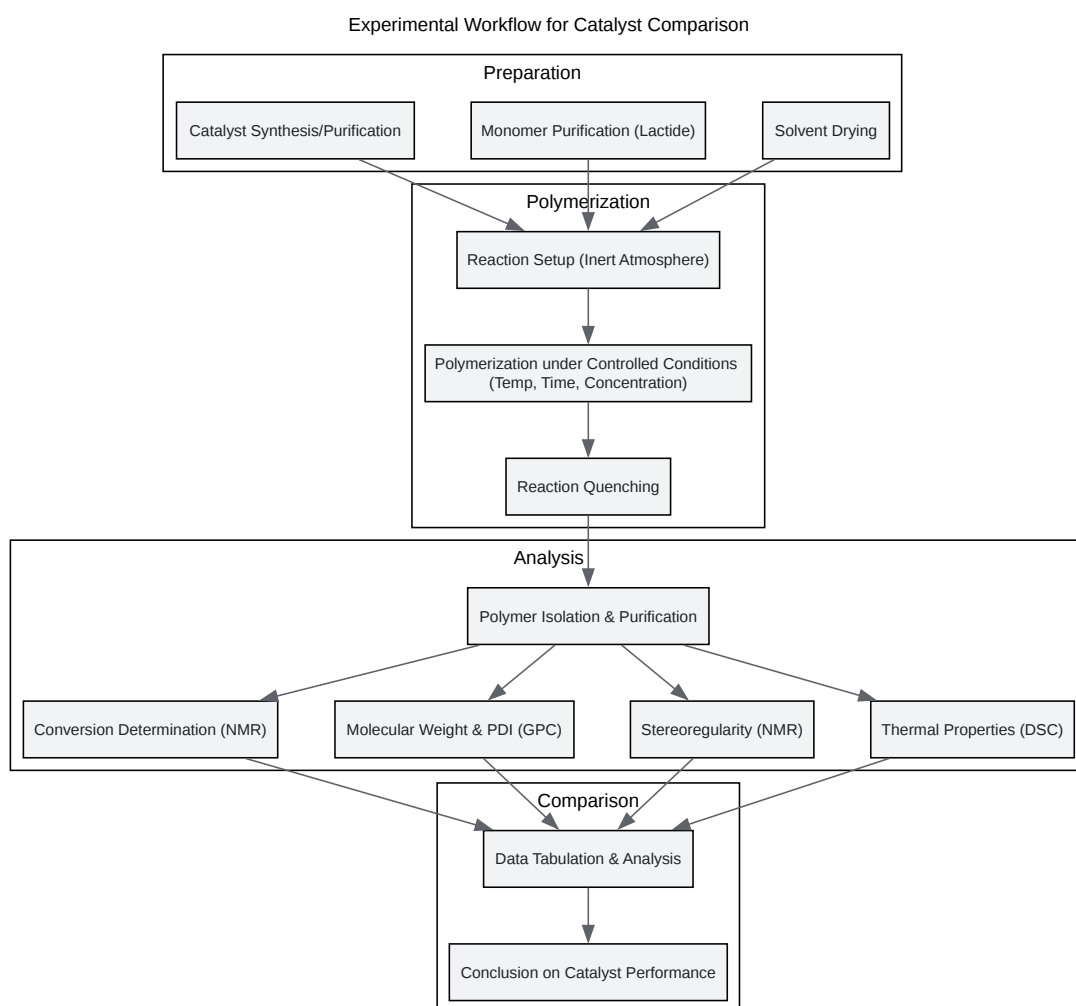 Experimental Workflow for Catalyst Comparison
Preparation
Catalyst Synthesis/Purification
Monomer Purification (Lactide)
Solvent Drying
Polymerization
Reaction Setup (Inert Atmosphere)
Polymerization under Controlled Conditions
(Temp, Time, Concentration)
Reaction Quenching
Analysis
Polymer Isolation & Purification
Conversion Determination (NMR)
Molecular Weight & PDI (GPC)
Stereoregularity (NMR)
Thermal Properties (DSC)
Comparison
Data Tabulation & Analysis
Conclusion on Catalyst Performance